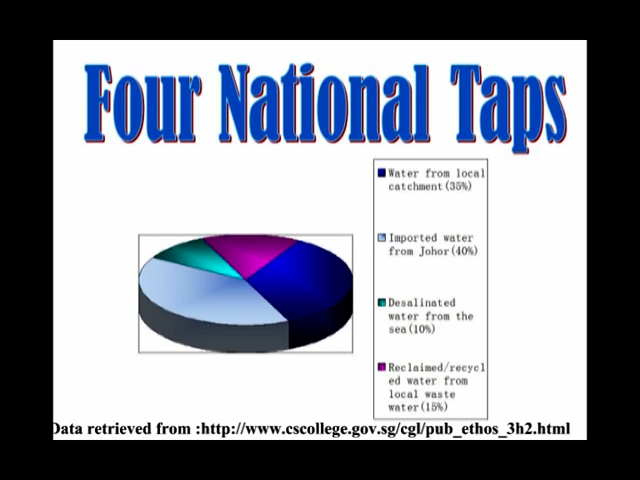 Four National Taps
Water from local
catchment(35%)
Imported water
from Johor(40%)
Desalinated
water from the
sea(10%)
Reclaimed/recycl
ed water from
local waste
water(15%)
Data retrieved from :http://www.cscollege.gov.sg/cgl/pub_ethos_3h2.html